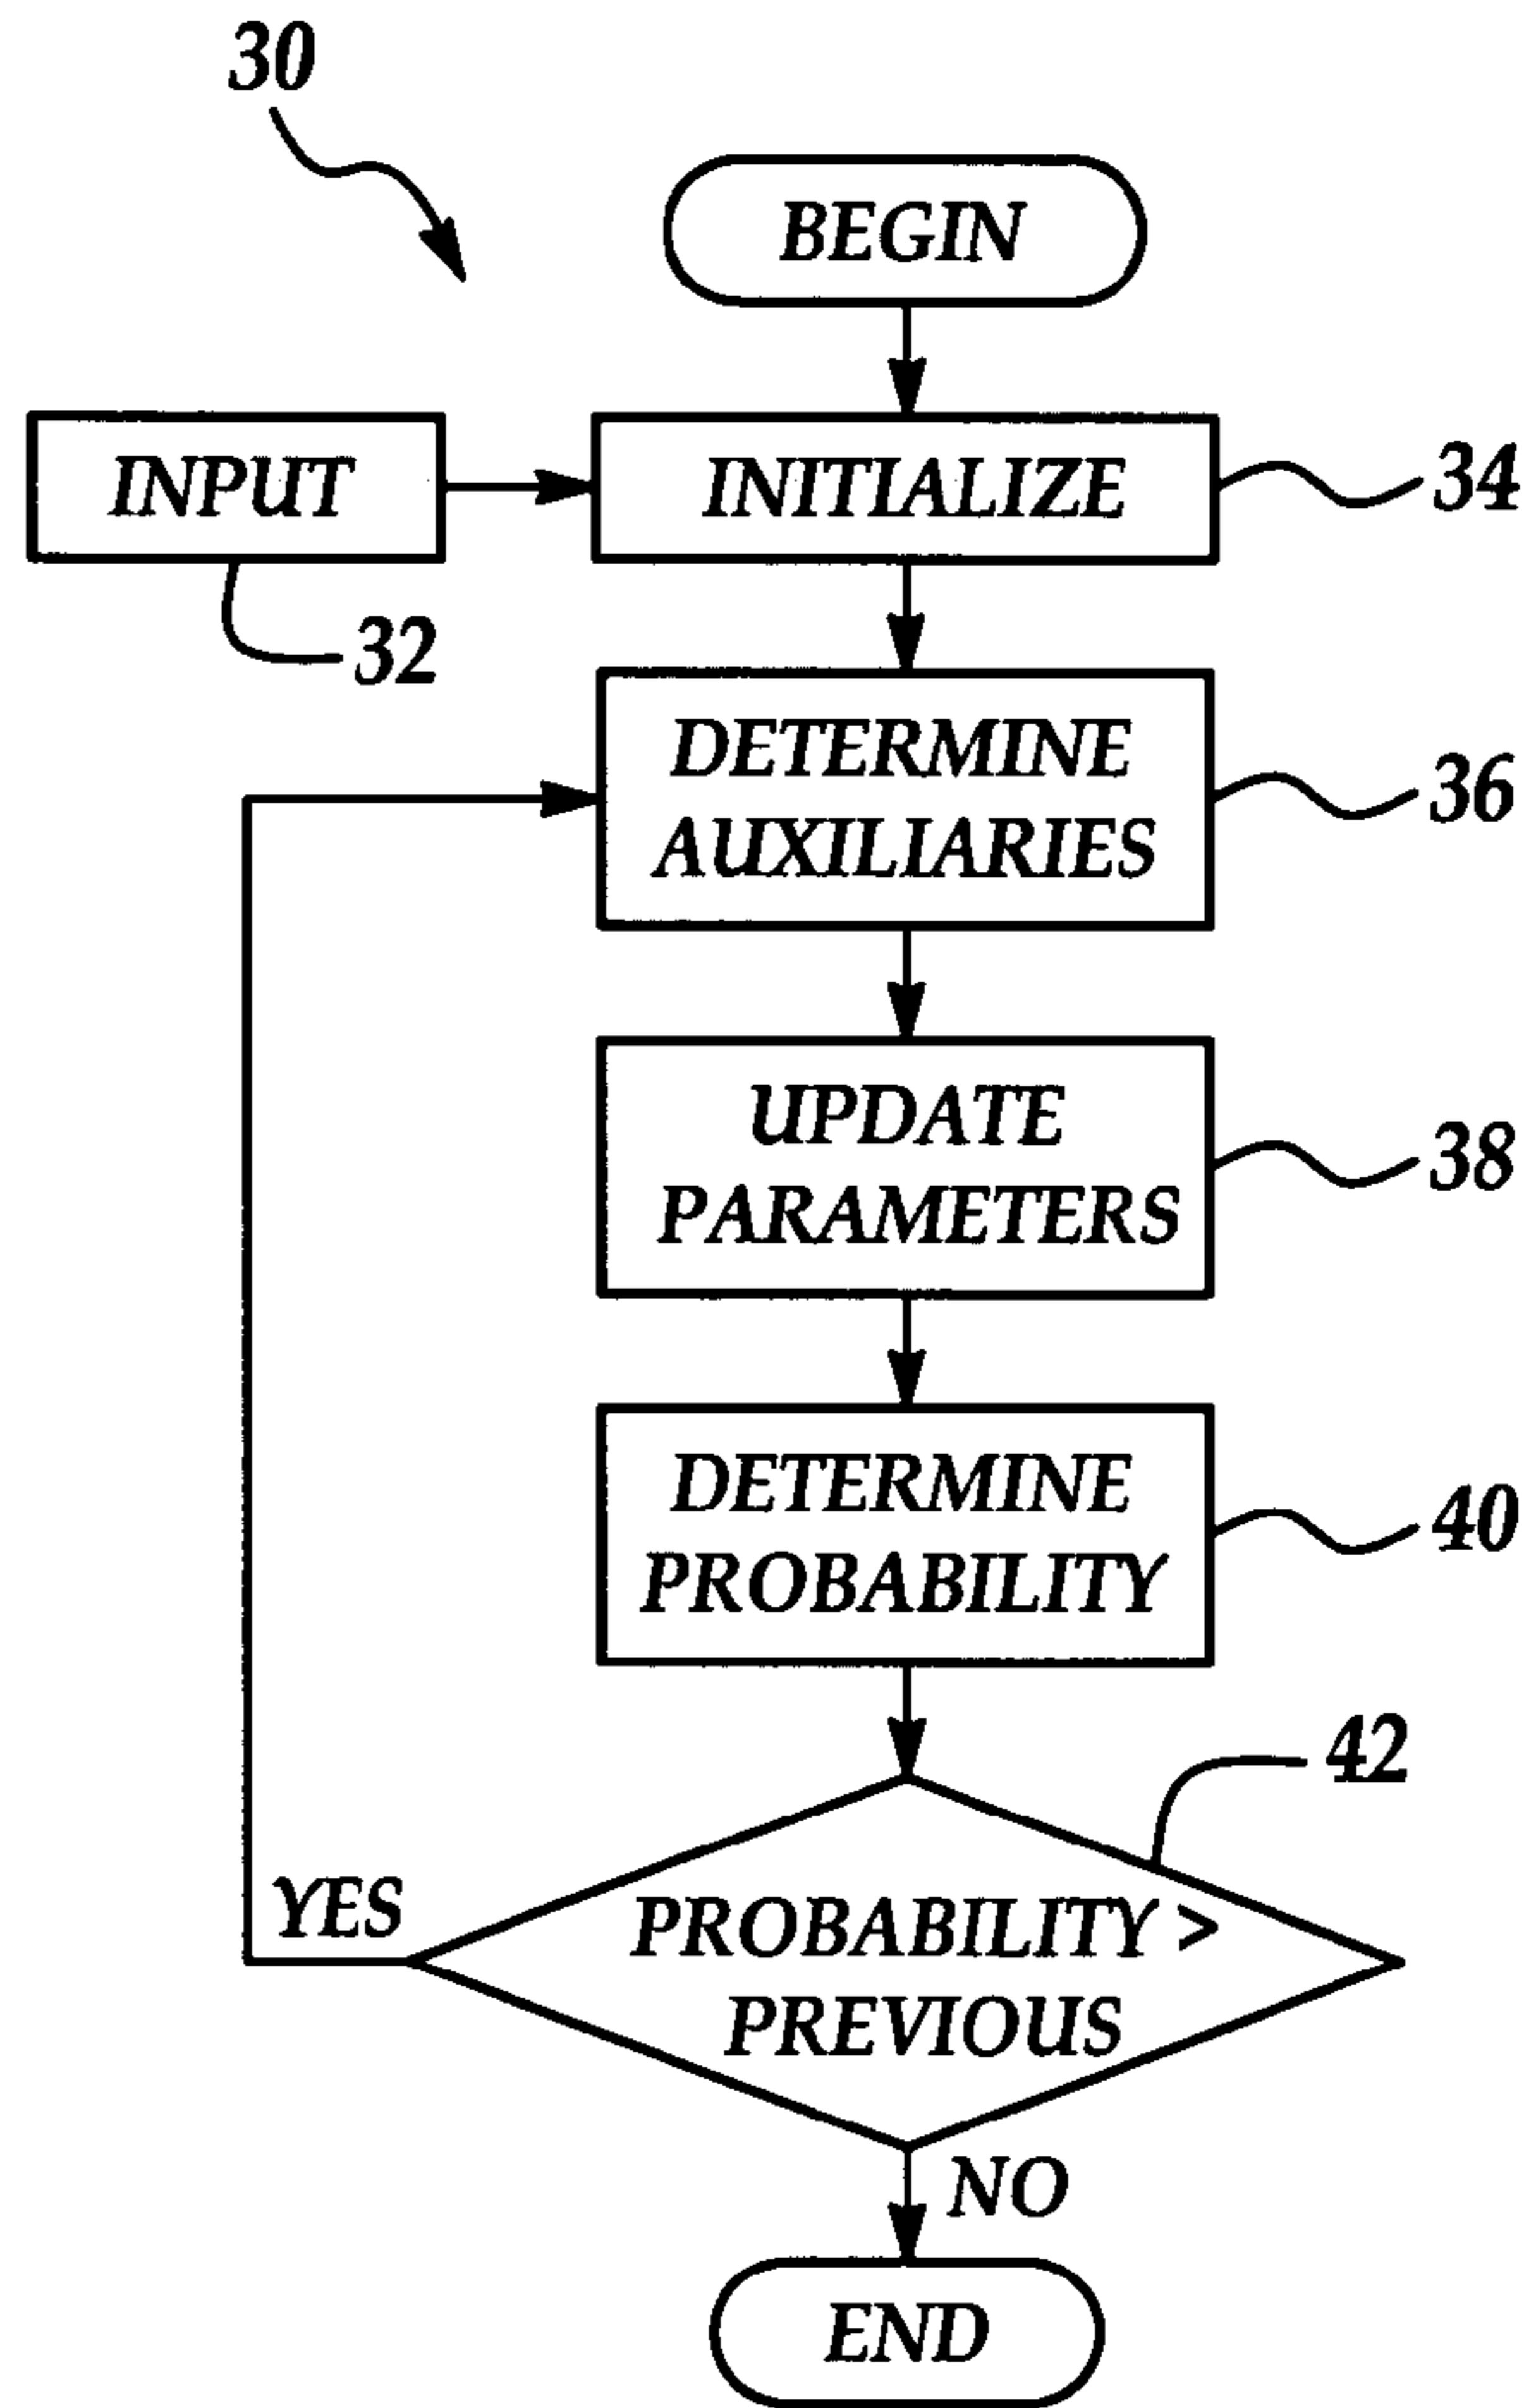 30
BEGIN
INPUT
INITIALIZE
34
32
DETERMINE
AUXILIARIES
36
UPDATE
PARAMETERS
38
DETERMINE
PROBABILITY
40
42
YES
PROBABILITY >
PREVIOUS
NO
END